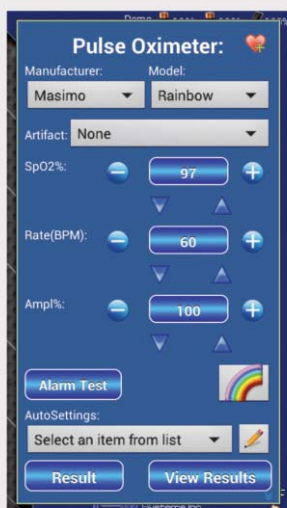 Demo
Pulse Oximeter:
Manufacturer: Model:
Masimo Rainbow
Artifact: None
SpO2%: 97
Rate(BPM): 60
Ampl%: 100
Alarm Test
AutoSettings:
Select an item from list
Result View Results